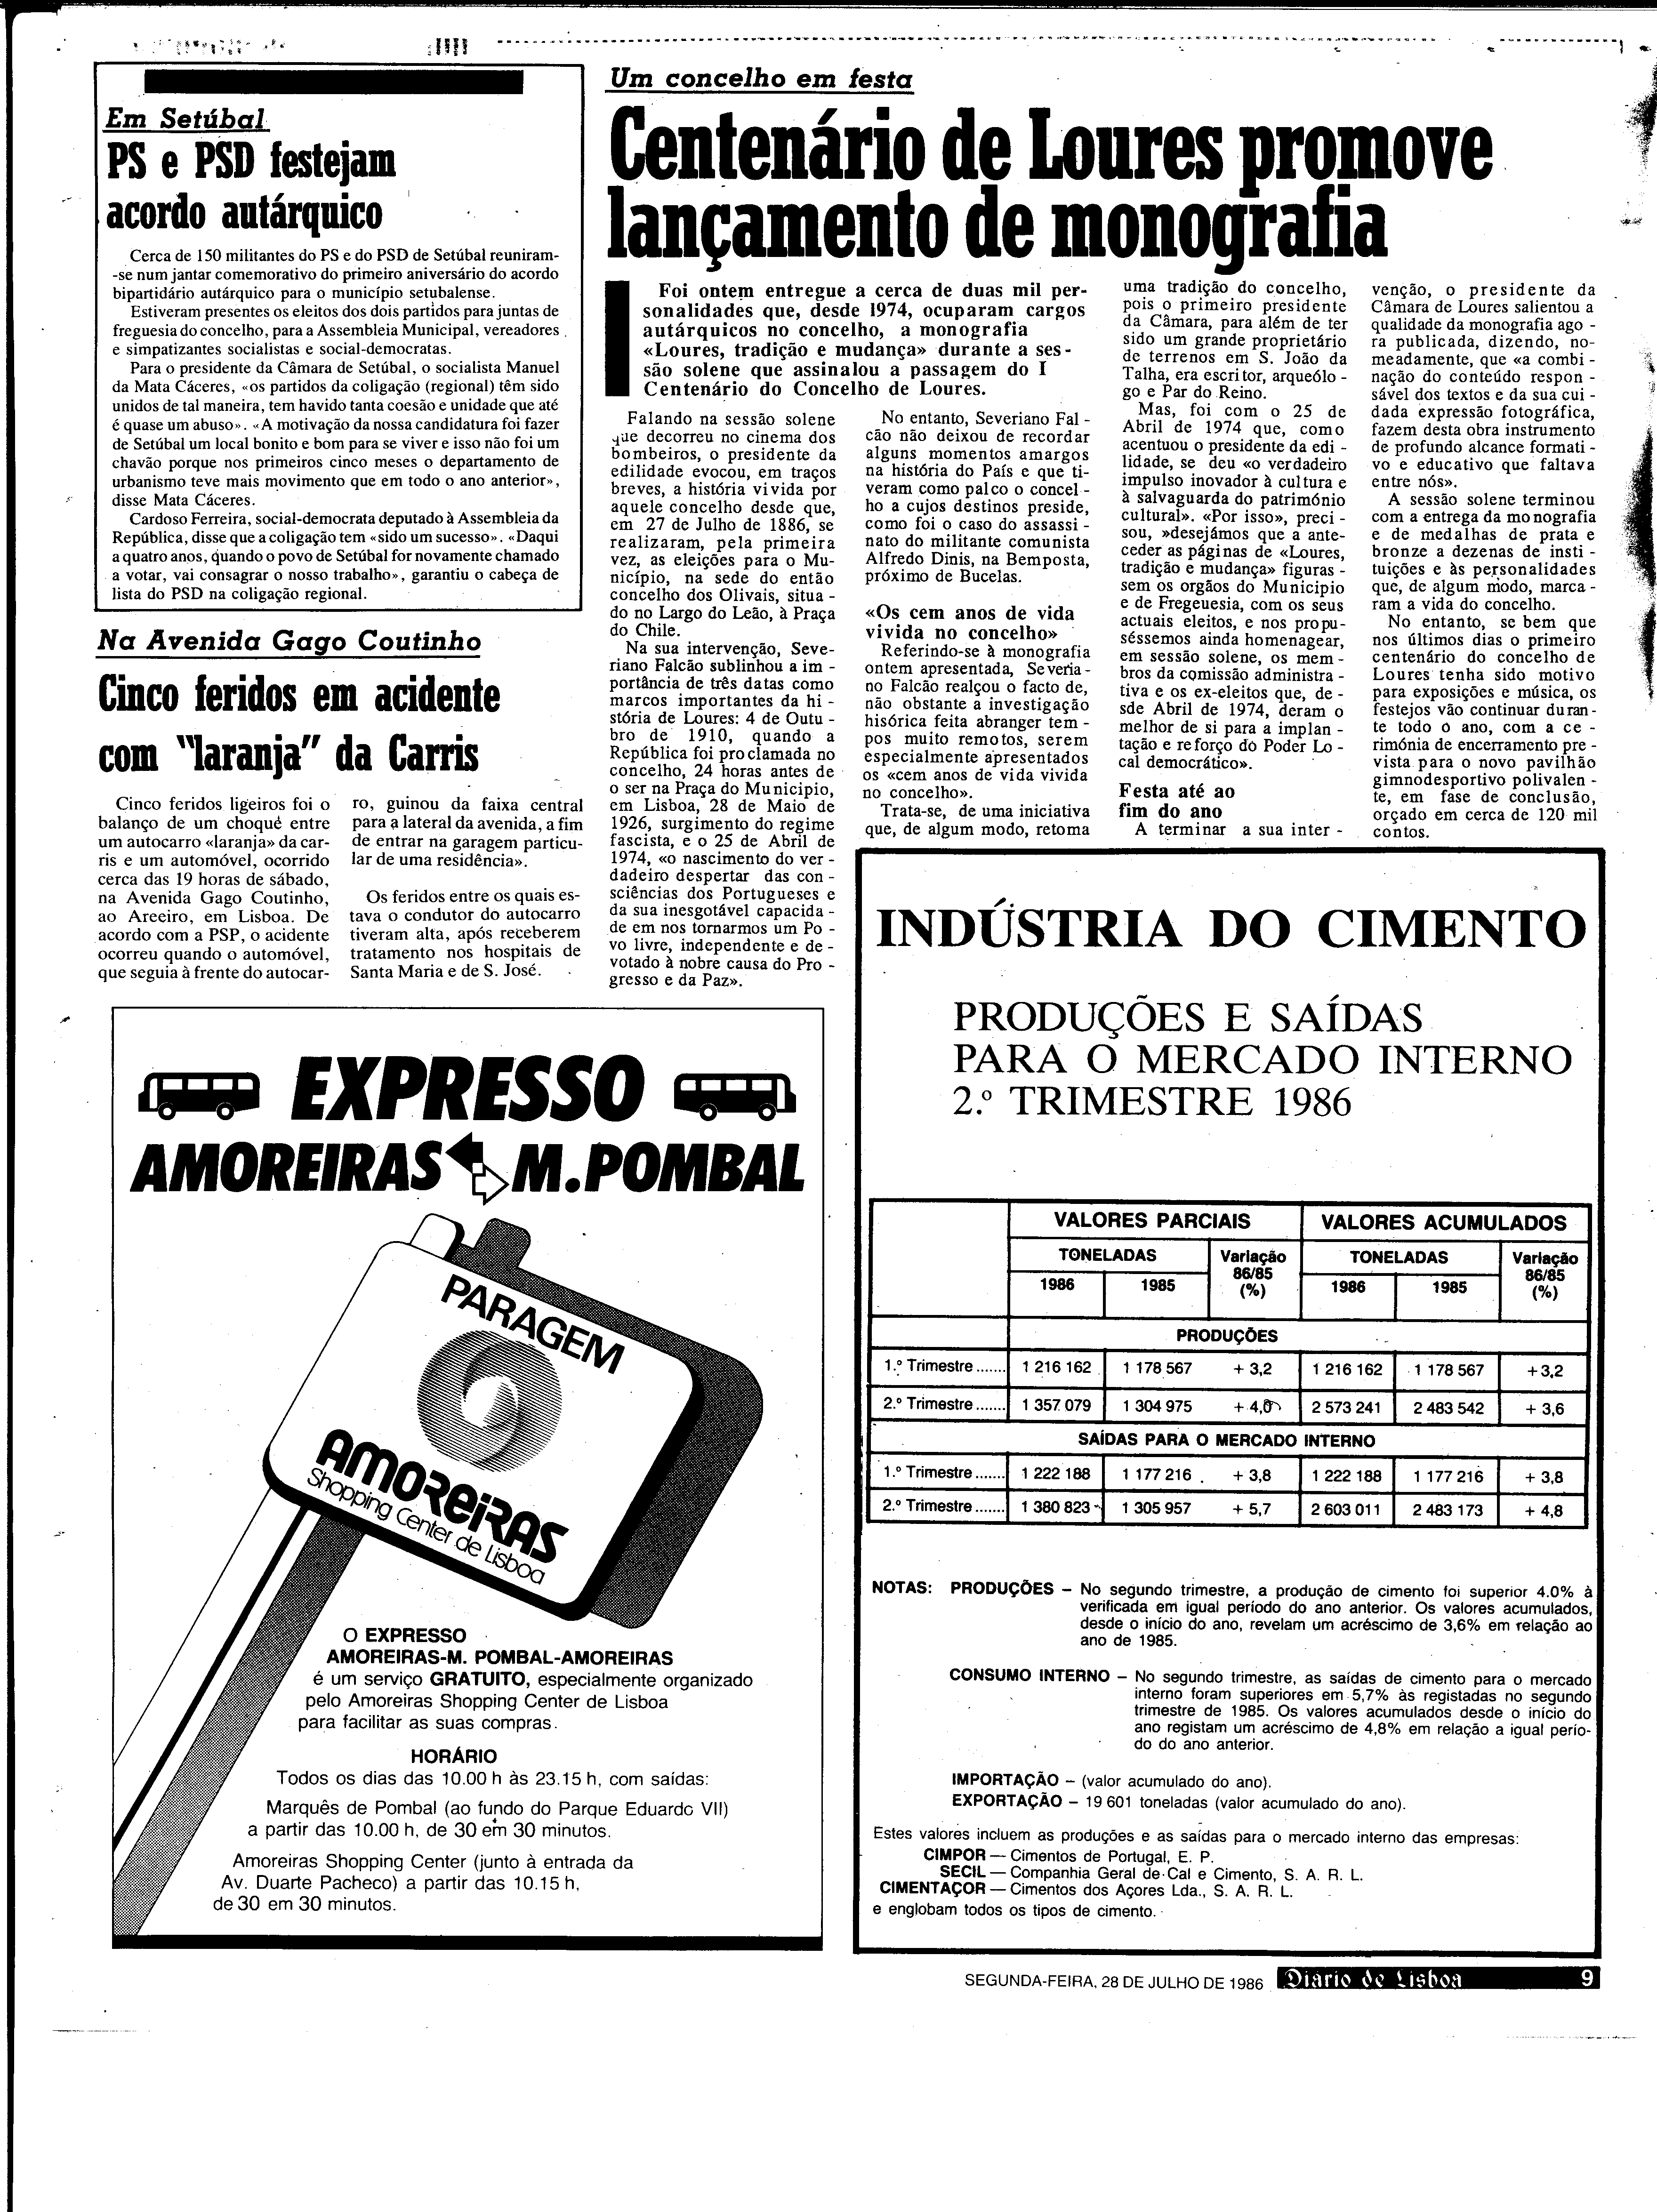 Em Setúbal
PS e PSD festejam
acordo autárquico
Cerca de 150 militantes do PS e do PSD de Setúbal reuniram-
-se num jantar comemorativo do primeiro aniversário do acordo
bipartidário autárquico para o município setubalense.
Estiveram presentes os eleitos dos dois partidos para juntas de
freguesia do concelho, para a Assembleia Municipal, vereadores
e simpatizantes socialistas e social-democratas.
Para o presidente da Câmara de Setúbal, o socialista Manuel
da Mata Cáceres, «os partidos da coligação (regional) têm sido
unidos de tal maneira, tem havido tanta coesão e unidade que até
é quase um abuso». «A motivação da nossa candidatura foi fazer
de Setúbal um local bonito e bom para se viver e isso não foi um
chavão porque nos primeiros cinco meses o departamento de
urbanismo teve mais movimento que em todo o ano anterior»,
disse Mata Cáceres.
Cardoso Ferreira, social-democrata deputado à Assembleia da
República, disse que a coligação tem «sido um sucesso». «Daqui
a quatro anos, quando o povo de Setúbal for novamente chamado
a votar, vai consagrar o nosso trabalho», garantiu o cabeça de
lista do PSD na coligação regional.
Na Avenida Gago Coutinho
Cinco feridos em acidente
com "laranja" da Carris
Cinco feridos ligeiros foi o
balanço de um choque entre
um autocarro «laranja» da car-
ris e um automóvel, ocorrido
cerca das 19 horas de sábado,
na Avenida Gago Coutinho,
ao Areeiro, em Lisboa. De
acordo com a PSP, o acidente
ocorreu quando o automóvel,
que seguia à frente do autocar-
ro, guinou da faixa central
para a lateral da avenida, a fim
de entrar na garagem particu-
lar de uma residência».
Os feridos entre os quais es-
tava o condutor do autocarro
tiveram alta, após receberem
tratamento nos hospitais de
Santa Maria e de S. José.
Um concelho em festa
Centenário de Loures promove
lançamento de monografia
Foi ontem entregue a cerca de duas mil per-
sonalidades que, desde 1974, ocuparam cargos
autárquicos no concelho, a monografia
«Loures, tradição e mudança» durante a ses-
são solene que assinalou a passagem do I
Centenário do Concelho de Loures.
Falando na sessão solene
que decorreu no cinema dos
bombeiros, o presidente da
edilidade evocou, em traços
breves, a história vivida por
aquele concelho desde que,
em 27 de Julho de 1886, se
realizaram, pela primeira
vez, as eleições para o Mu-
nicípio, na sede do então
concelho dos Olivais, situa-
do no Largo do Leão, à Praça
do Chile.
Na sua intervenção, Seve-
riano Falcão sublinhou a im-
portância de três datas como
marcos importantes da hi-
stória de Loures: 4 de Outu-
bro de 1910, quando a
República foi proclamada no
concelho, 24 horas antes de
o ser na Praça do Municipio,
em Lisboa, 28 de Maio de
1926, surgimento do regime
fascista, e o 25 de Abril de
1974, «o nascimento do ver-
dadeiro despertar das con-
sciências dos Portugueses e
da sua inesgotável capacida-
de em nos tornarmos um Po-
vo livre, independente e de-
votado à nobre causa do Pro-
gresso e da Paz».
No entanto, Severiano Fal-
cão não deixou de recordar
alguns momentos amargos
na história do País e que ti-
veram como palco o concel-
ho a cujos destinos preside,
como foi o caso do assassi-
nato do militante comunista
Alfredo Dinis, na Bemposta,
próximo de Bucelas.
«Os cem anos de vida
vivida no concelho»
Referindo-se à monografia
ontem apresentada, Severia-
no Falcão realçou o facto de,
não obstante a investigação
hisórica feita abranger tem-
pos muito remotos, serem
especialmente apresentados
os «cem anos de vida vivida
no concelho».
Trata-se, de uma iniciativa
que, de algum modo, retoma
uma tradição do concelho,
pois o primeiro presidente
da Câmara, para além de ter
sido um grande proprietário
de terrenos em S. João da
Talha, era escritor, arqueólo-
go e Par do Reino.
Mas, foi com o 25 de
Abril de 1974 que, como
acentuou o presidente da edi-
lidade, se deu «o verdadeiro
impulso inovador à cultura e
à salvaguarda do património
cultural». «Por isso», preci-
sou, »desejámos que a ante-
ceder as páginas de «Loures,
tradição e mudança» figuras-
sem os orgãos do Municipio
e de Fregeuesia, com os seus
actuais eleitos, e nos propu-
séssemos ainda homenagear,
em sessão solene, os mem-
bros da comissão administra-
tiva e os ex-eleitos que, de-
sde Abril de 1974, deram o
melhor de si para a implan-
tação e reforço do Poder Lo-
cal democrático».
Festa até ao
fim do ano
A terminar a sua inter-
venção, o presidente da
Câmara de Loures salientou a
qualidade da monografia ago-
ra publicada, dizendo, no-
meadamente, que «a combi-
nação do conteúdo respon-
sável dos textos e da sua cui-
dada expressão fotográfica,
fazem desta obra instrumento
de profundo alcance formati-
vo e educativo que faltava
entre nós».
A sessão solene terminou
com a entrega da monografia
e de medalhas de prata e
bronze a dezenas de insti-
tuições e às personalidades
que, de algum modo, marca-
ram a vida do concelho.
No entanto, se bem que
nos últimos dias o primeiro
centenário do concelho de
Loures tenha sido motivo
para exposições e música, os
festejos vão continuar duran-
te todo o ano, com a ce-
rimónia de encerramento pre-
vista para o novo pavilhão
gimnodesportivo polivalen-
te, em fase de conclusão,
orçado em cerca de 120 mil
contos.
EXPRESSO
AMOREIRAS M. POMBAL
PARAGEM
AMOREIRAS
Shopping Center de Lisboa
O EXPRESSO
AMOREIRAS-M. POMBAL-AMOREIRAS
é um serviço GRATUITO, especialmente organizado
pelo Amoreiras Shopping Center de Lisboa
para facilitar as suas compras.
HORÁRIO
Todos os dias das 10.00 h às 23.15 h, com saídas:
Marquês de Pombal (ao fundo do Parque Eduardo VII)
a partir das 10.00 h, de 30 em 30 minutos.
Amoreiras Shopping Center (junto à entrada da
Av. Duarte Pacheco) a partir das 10.15 h,
de 30 em 30 minutos.
INDÚSTRIA DO CIMENTO
PRODUÇÕES E SAÍDAS
PARA O MERCADO INTERNO
2.º TRIMESTRE 1986
VALORES PARCIAIS VALORES ACUMULADOS
TONELADAS Variação 86/85 (%) TONELADAS Variação 86/85 (%)
1986 1985 1986 1985
PRODUÇÕES
1.º Trimestre ....... 1 216 162 1 178 567 + 3,2 1 216 162 1 178 567 +3,2
2.º Trimestre ....... 1 357 079 1 304 975 + 4,0 2 573 241 2 483 542 + 3,6
SAÍDAS PARA O MERCADO INTERNO
1.º Trimestre ....... 1 222 188 1 177 216 + 3,8 1 222 188 1 177 216 + 3,8
2.º Trimestre ....... 1 380 823 1 305 957 + 5,7 2 603 011 2 483 173 + 4,8
NOTAS: PRODUÇÕES – No segundo trimestre, a produção de cimento foi superior 4.0% à
verificada em igual período do ano anterior. Os valores acumulados,
desde o início do ano, revelam um acréscimo de 3,6% em relação ao
ano de 1985.
CONSUMO INTERNO – No segundo trimestre, as saídas de cimento para o mercado
interno foram superiores em 5,7% às registadas no segundo
trimestre de 1985. Os valores acumulados desde o início do
ano registam um acréscimo de 4,8% em relação a igual perío-
do do ano anterior.
IMPORTAÇÃO – (valor acumulado do ano).
EXPORTAÇÃO – 19 601 toneladas (valor acumulado do ano).
Estes valores incluem as produções e as saídas para o mercado interno das empresas:
CIMPOR — Cimentos de Portugal, E. P.
SECIL — Companhia Geral de Cal e Cimento, S. A. R. L.
CIMENTAÇOR — Cimentos dos Açores Lda., S. A. R. L.
e englobam todos os tipos de cimento.
SEGUNDA-FEIRA, 28 DE JULHO DE 1986 Diário de Lisboa 9